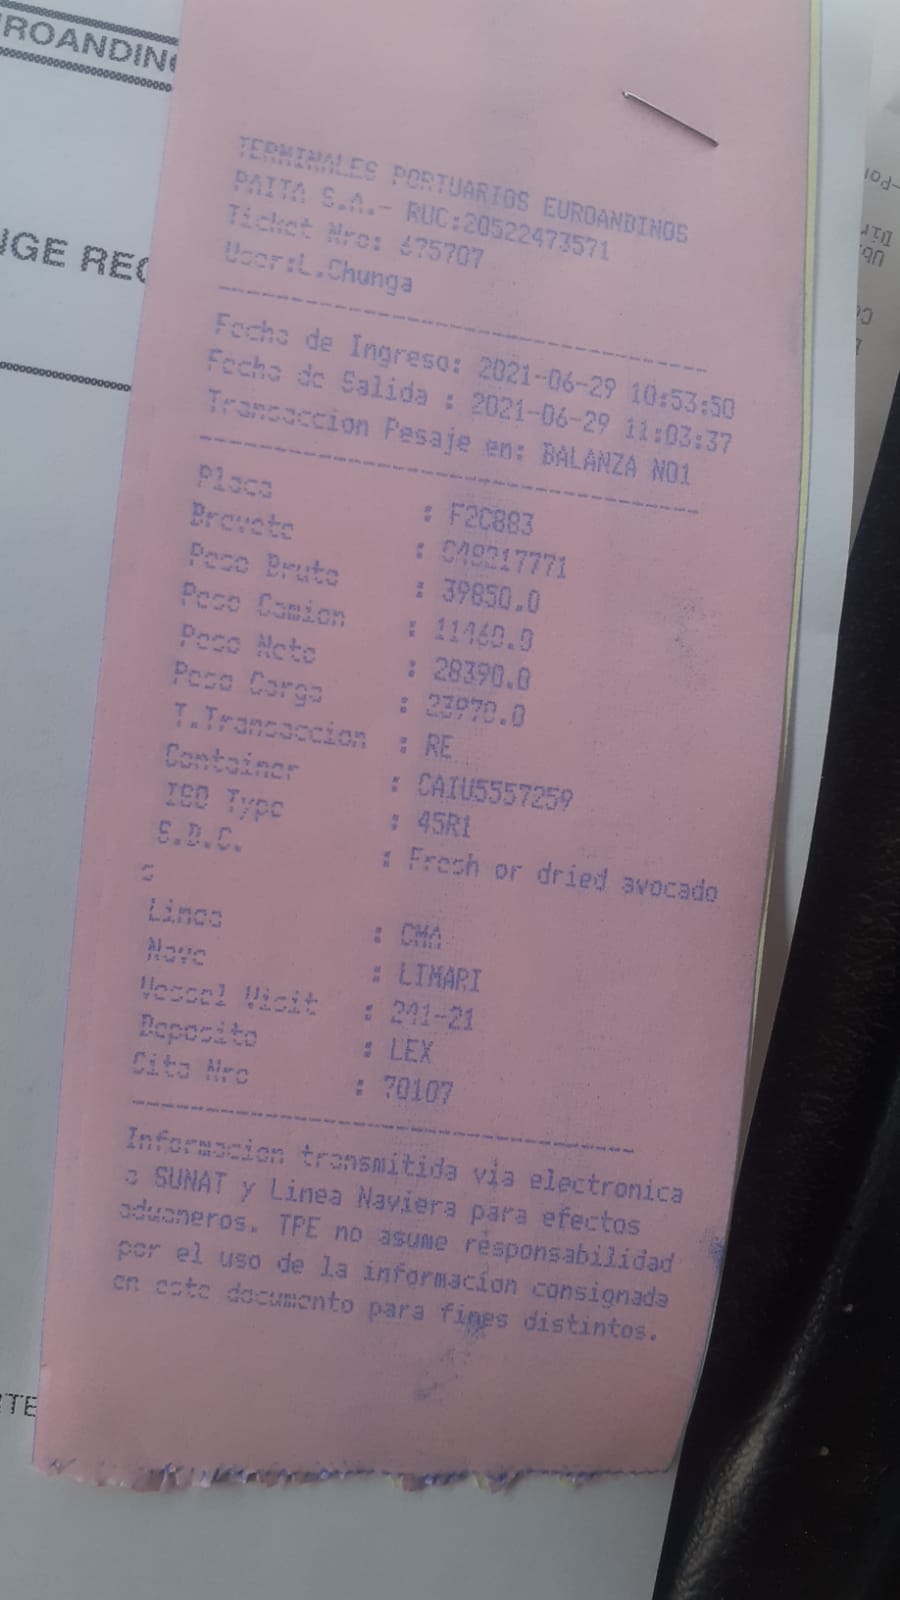 TERMINALES PORTUARIOS EUROANDINOS
PAITA S.A.- RUC:20522473571
Ticket Nro: 675707
User:L.Chunga
Fecha de Ingreso: 2021-06-29 10:53:50
Fecha de Salida : 2021-06-29 11:03:37
Transaccion Pesaje en: BALANZA NO1
Placa : F2C883
Brevete : C48217771
Peso Bruto : 39850.0
Peso Camion : 11460.0
Peso Neto : 28390.0
Peso Carga : 23970.0
T.Transaccion : RE
Container : CAIU5557259
ISO Type : 45R1
S.D.C. : Fresh or dried avocado
s
Linea : CMA
Nave : LIMARI
Vessel Visit : 241-21
Deposito : LEX
Cita Nro : 70107
Informacion transmitida via electronica
a SUNAT y Linea Naviera para efectos
aduaneros. TPE no asume responsabilidad
por el uso de la informacion consignada
en este documento para fines distintos.